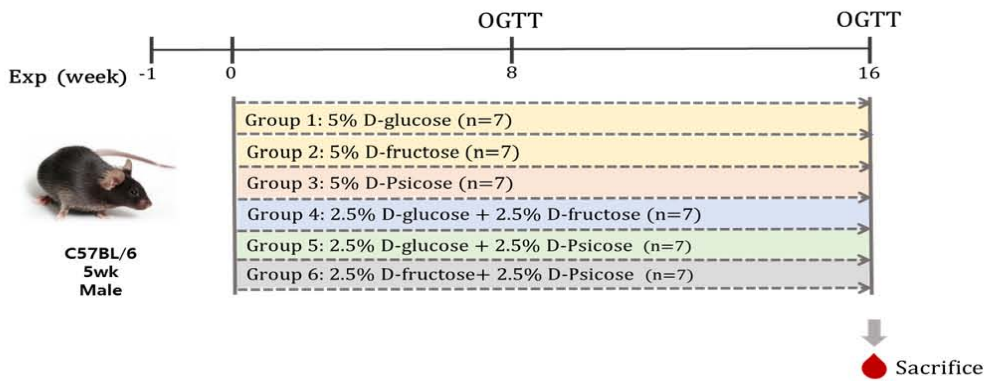 OGTT OGTT
Exp (week) -1 0 8 16
Group 1: 5% D-glucose (n=7)
Group 2: 5% D-fructose (n=7)
Group 3: 5% D-Psicose (n=7)
Group 4: 2.5% D-glucose + 2.5% D-fructose (n=7)
Group 5: 2.5% D-glucose + 2.5% D-Psicose (n=7)
Group 6: 2.5% D-fructose+ 2.5% D-Psicose (n=7)
C57BL/6
5wk
Male
Sacrifice